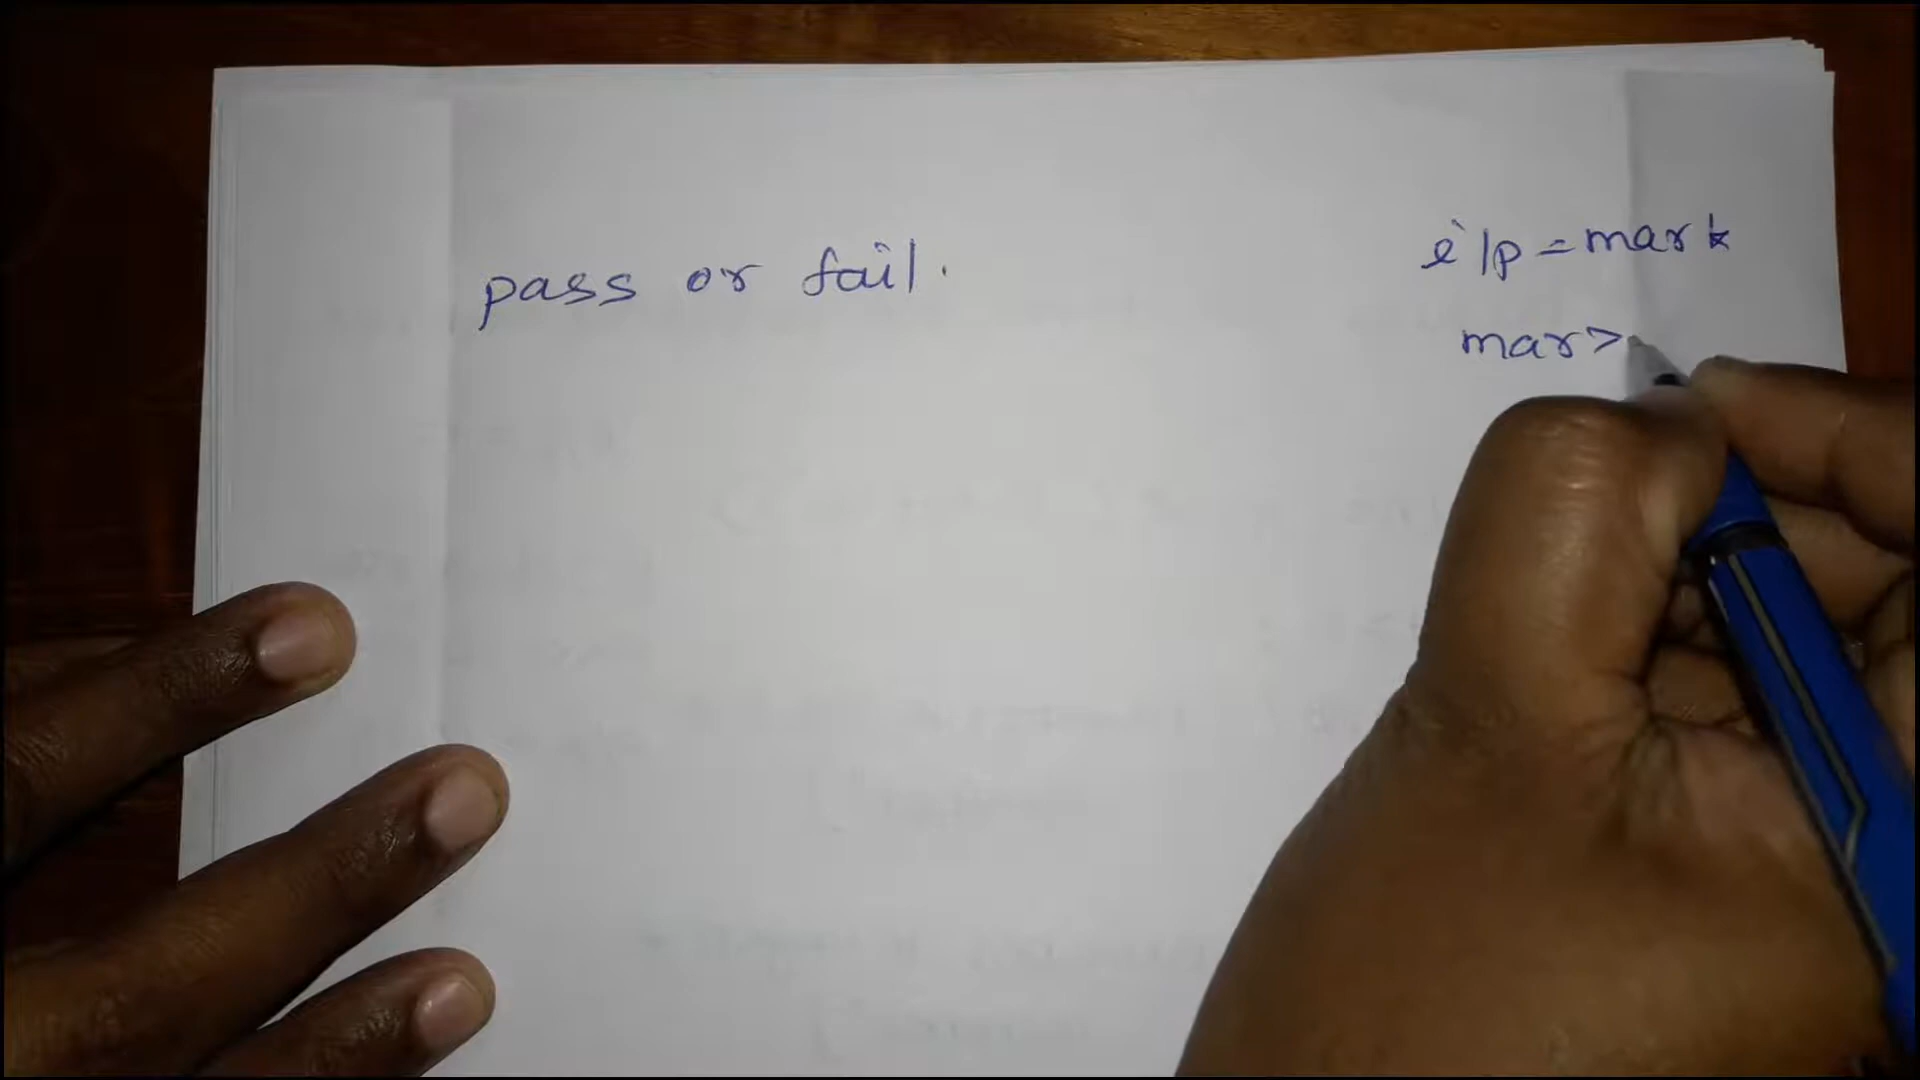 pass or fail.
i/p = mark
mar>